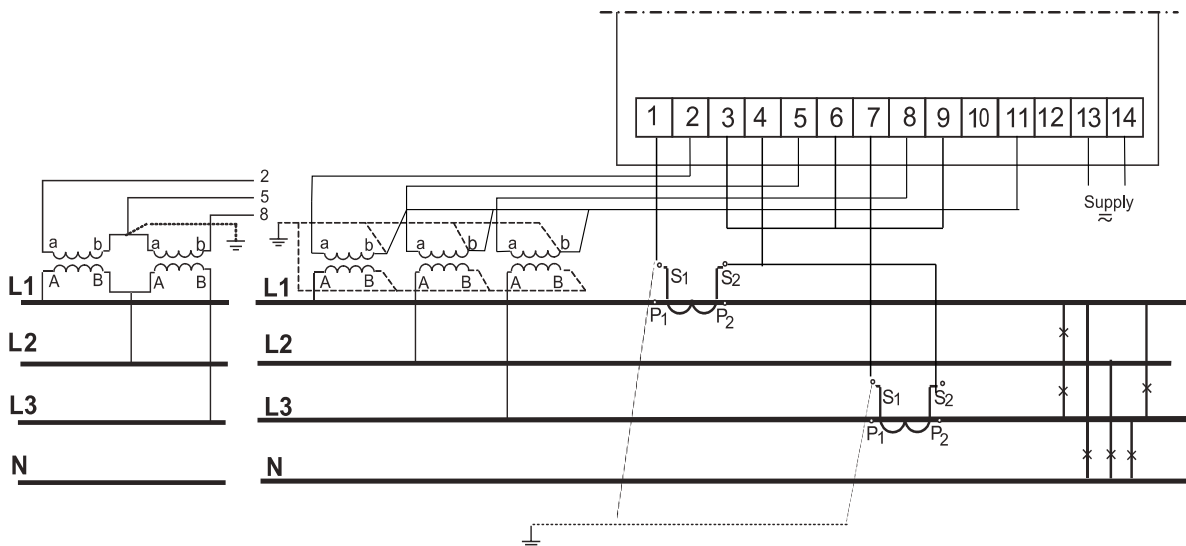 1 2 3 4 5 6 7 8 9 10 11 12 13 14
2
5
8
Supply
a b a b
a b a b a b
A B A B
A B A B A B
S1 S2
L1
L1
P1 P2
L2
L2
S1 S2
L3
L3
P1 P2
N
N